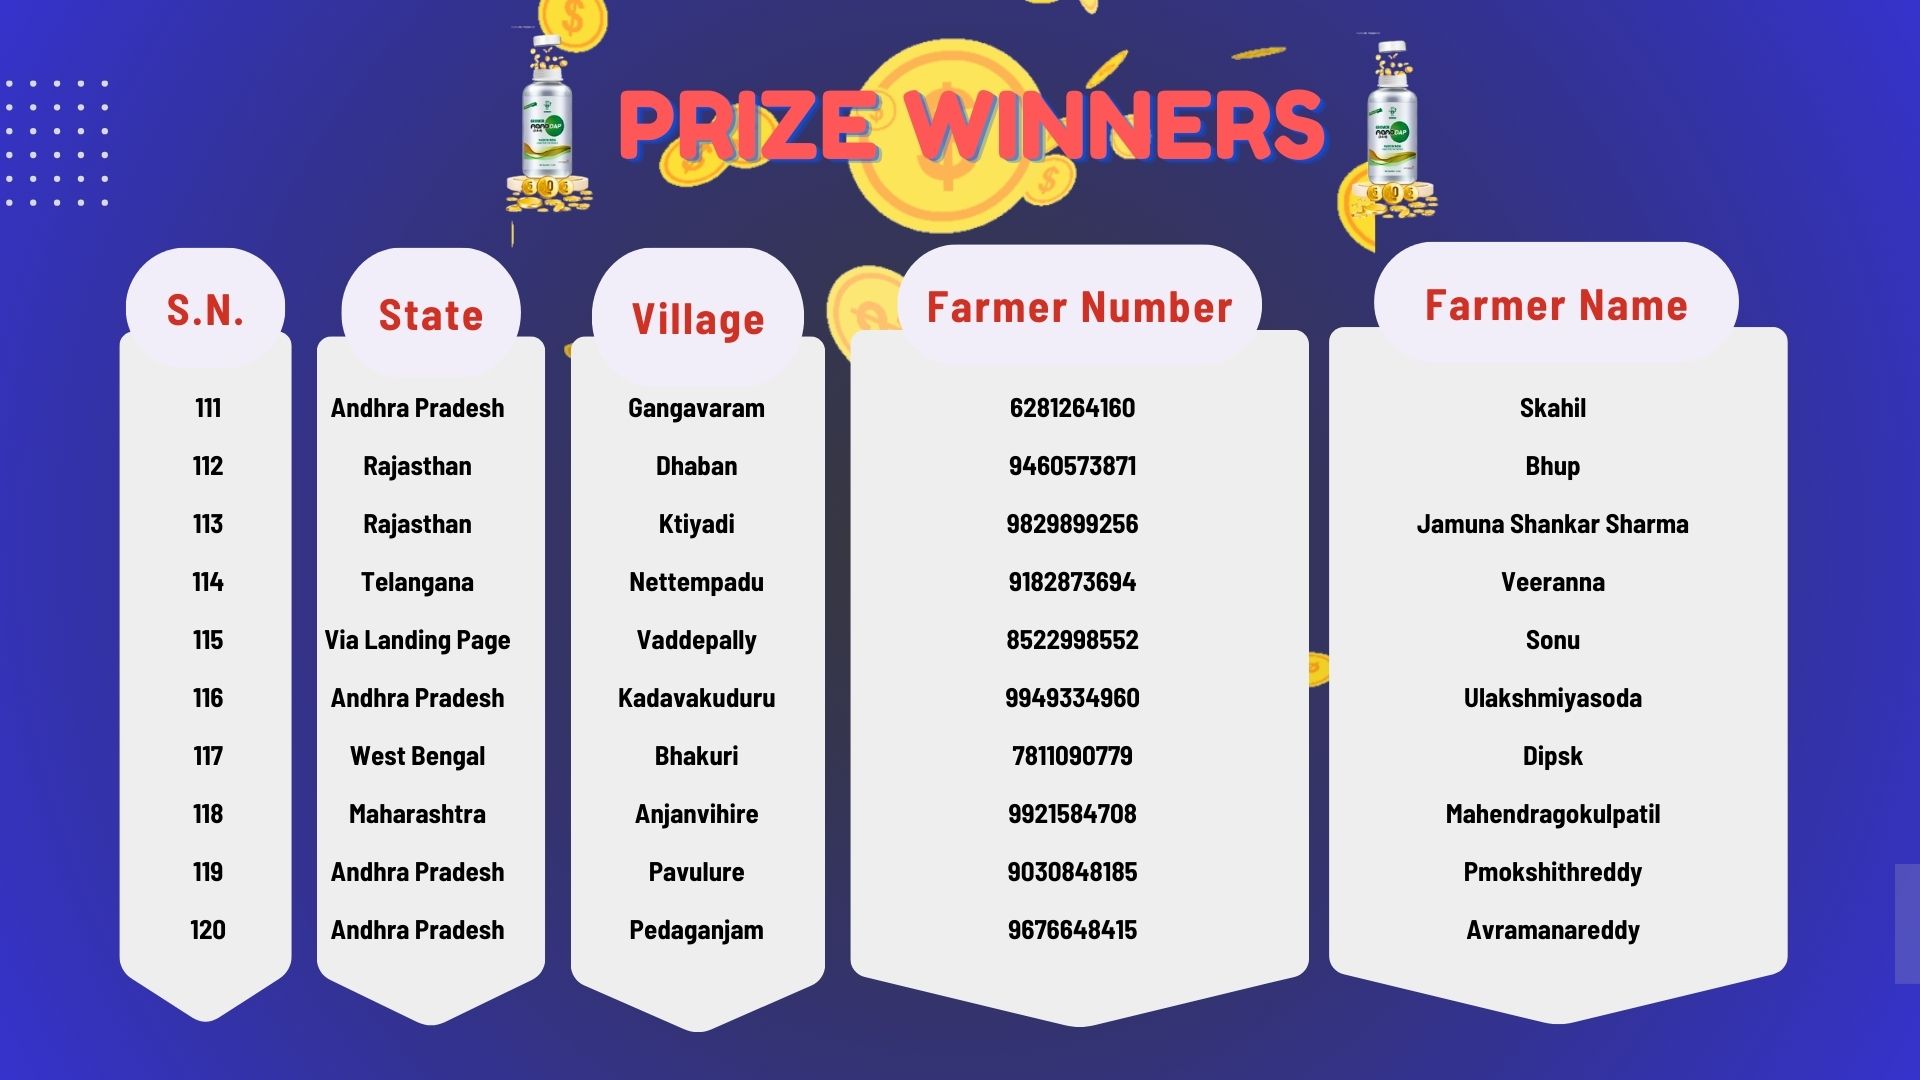 PRIZE WINNERS
S.N. State Village Farmer Number Farmer Name
111 Andhra Pradesh Gangavaram 6281264160 Skahil
112 Rajasthan Dhaban 9460573871 Bhup
113 Rajasthan Ktiyadi 9829899256 Jamuna Shankar Sharma
114 Telangana Nettempadu 9182873694 Veeranna
115 Via Landing Page Vaddepally 8522998552 Sonu
116 Andhra Pradesh Kadavakuduru 9949334960 Ulakshmiyasoda
117 West Bengal Bhakuri 7811090779 Dipsk
118 Maharashtra Anjanvihire 9921584708 Mahendragokulpatil
119 Andhra Pradesh Pavulure 9030848185 Pmokshithreddy
120 Andhra Pradesh Pedaganjam 9676648415 Avramanareddy